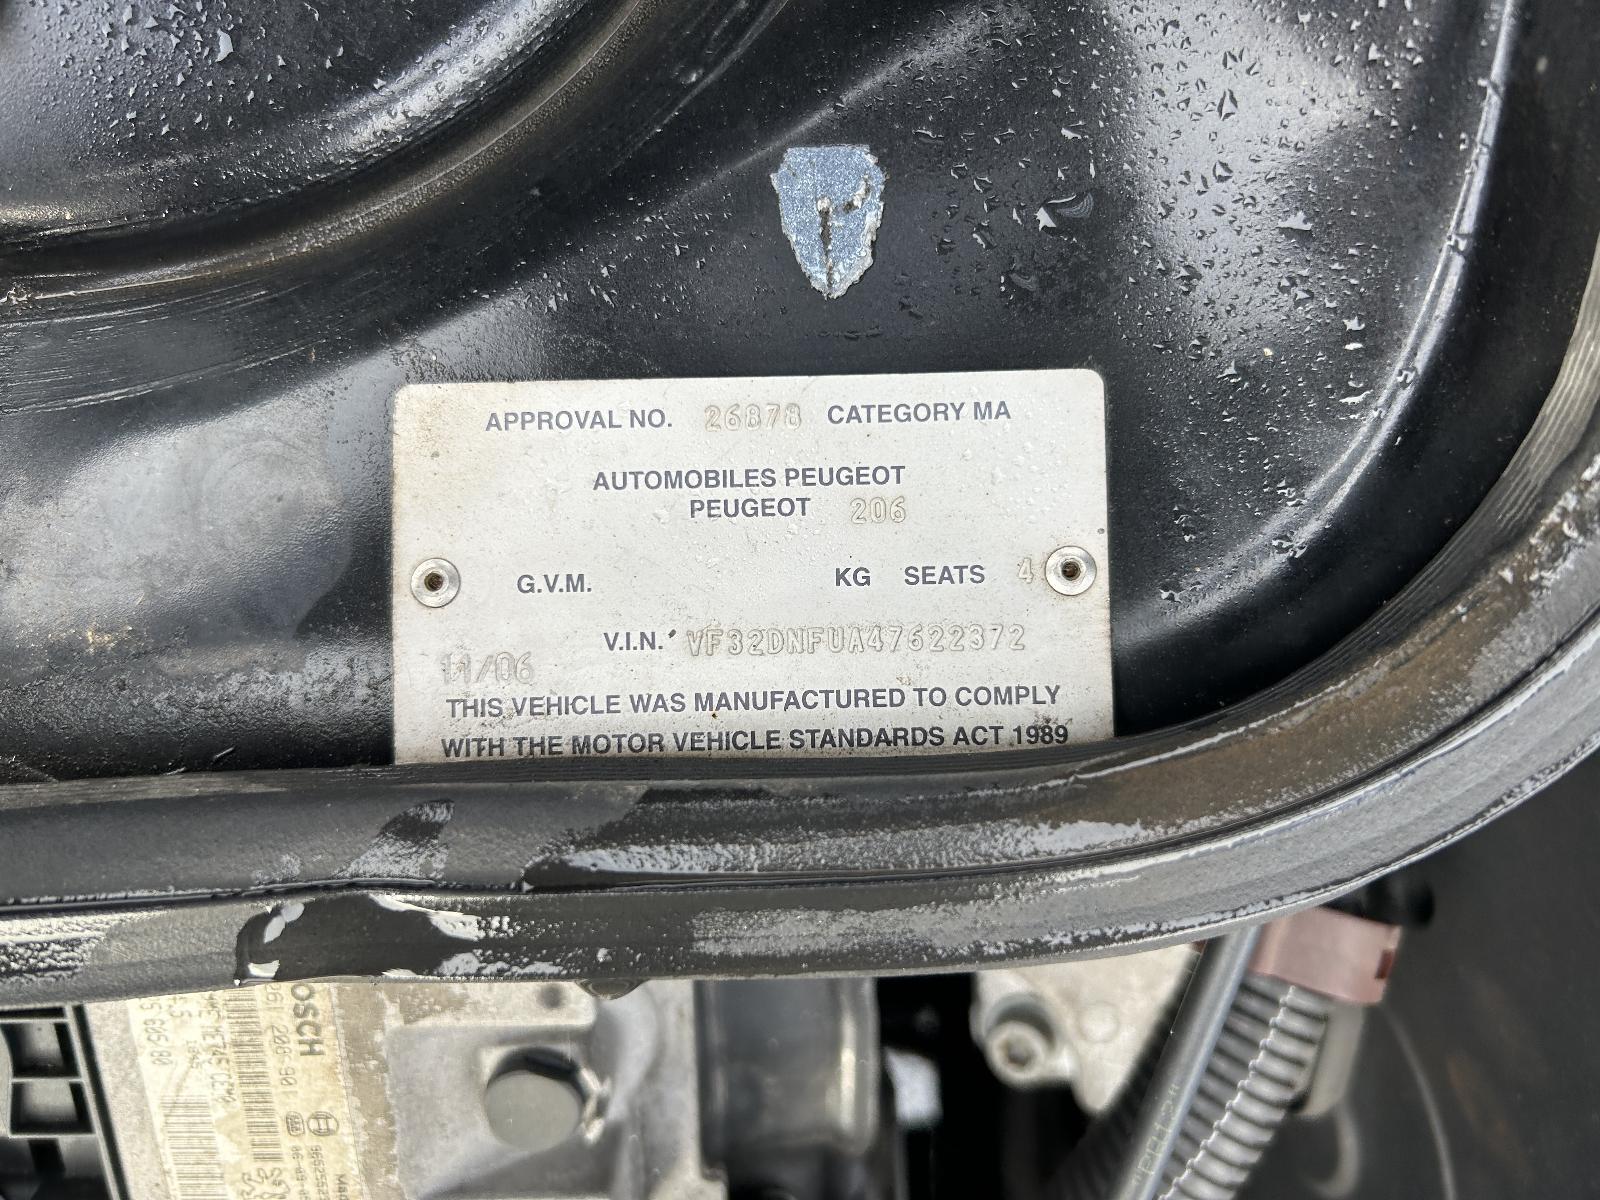 APPROVAL NO. 26878 CATEGORY MA
AUTOMOBILES PEUGEOT
PEUGEOT 206
G.V.M. KG SEATS 4
V.I.N. VF32DNFUA47622372
11/06
THIS VEHICLE WAS MANUFACTURED TO COMPLY
WITH THE MOTOR VEHICLE STANDARDS ACT 1989
OSCH